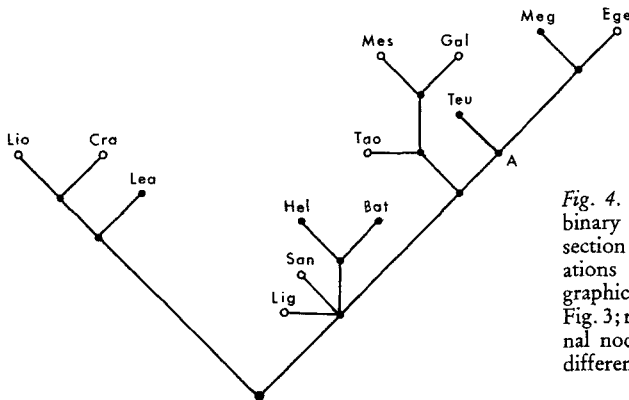 Meg Ege
Mes Gal
Teu
Lio Cra Tao A
Lea
Hel Bat
San
Lig
Fig. 4.
binary
section
ations
graphic
Fig. 3;
nal
differen